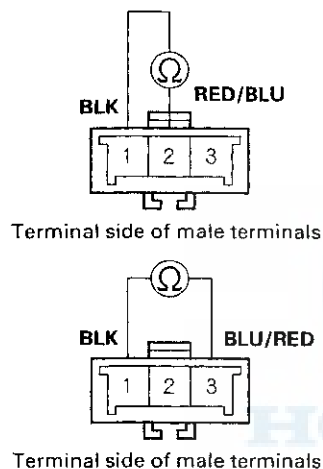 Ω
BLK RED/BLU
1 2 3
Terminal side of male terminals
Ω
BLK BLU/RED
1 2 3
Terminal side of male terminals